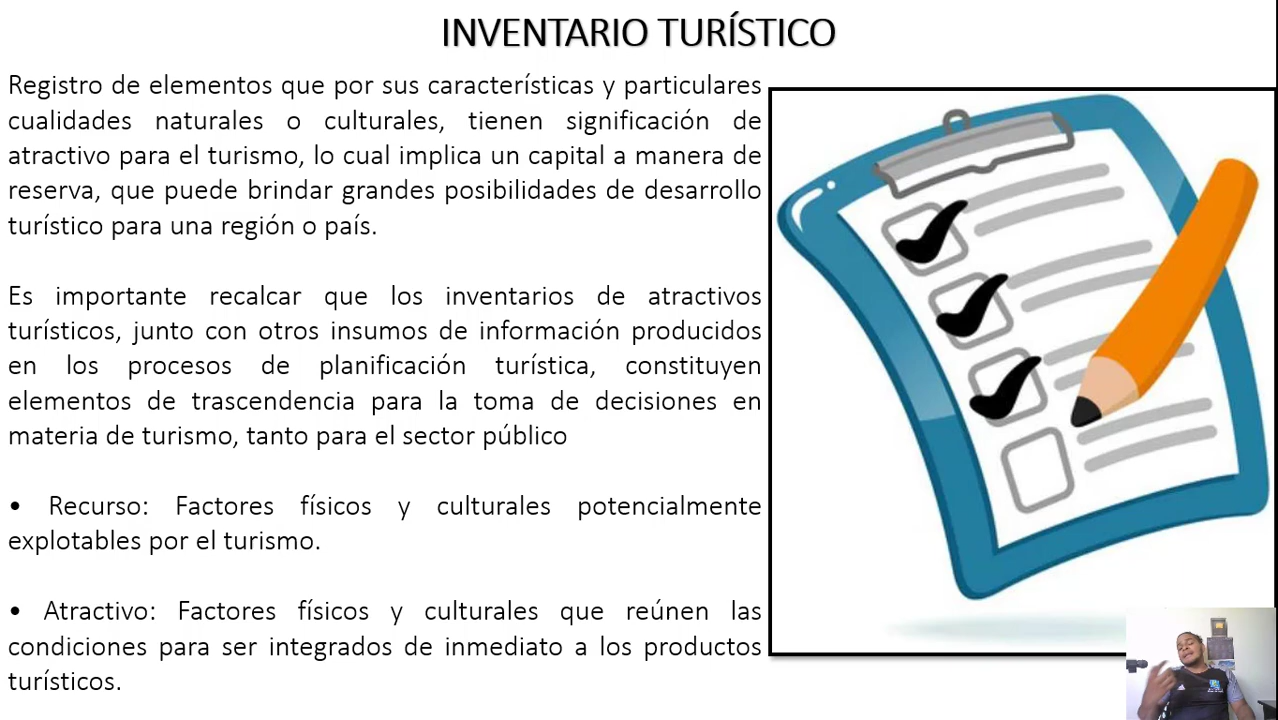 INVENTARIO TURÍSTICO
Registro de elementos que por sus características y particulares
cualidades naturales o culturales, tienen significación de
atractivo para el turismo, lo cual implica un capital a manera de
reserva, que puede brindar grandes posibilidades de desarrollo
turístico para una región o país.
Es importante recalcar que los inventarios de atractivos
turísticos, junto con otros insumos de información producidos
en los procesos de planificación turística, constituyen
elementos de trascendencia para la toma de decisiones en
materia de turismo, tanto para el sector público
• Recurso: Factores físicos y culturales potencialmente
explotables por el turismo.
• Atractivo: Factores físicos y culturales que reúnen las
condiciones para ser integrados de inmediato a los productos
turísticos.